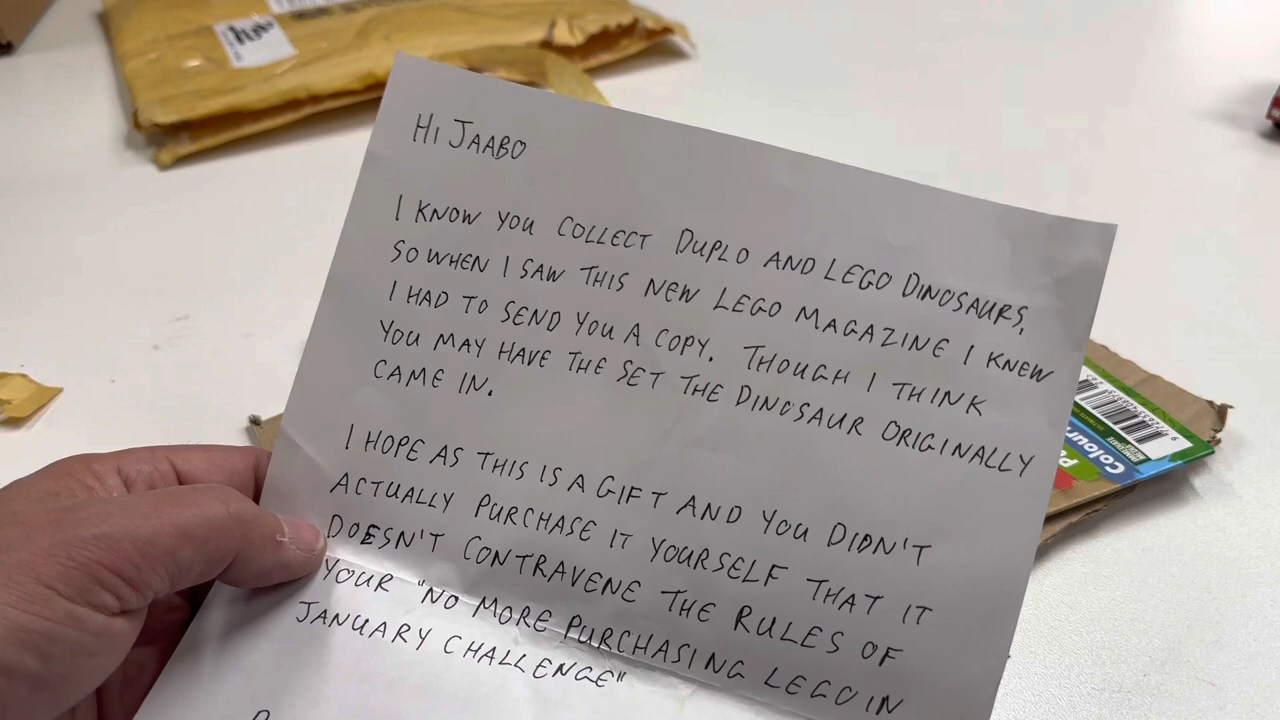 HI JAABO
I KNOW YOU COLLECT DUPLO AND LEGO DINOSAURS,
SO WHEN I SAW THIS NEW LEGO MAGAZINE I KNEW
I HAD TO SEND YOU A COPY. THOUGH I THINK
YOU MAY HAVE THE SET THE DINOSAUR ORIGINALLY
CAME IN.
I HOPE AS THIS IS A GIFT AND YOU DIDN'T
ACTUALLY PURCHASE IT YOURSELF THAT IT
DOESN'T CONTRAVENE THE RULES OF
YOUR "NO MORE PURCHASING LEGO IN
JANUARY CHALLENGE"
Colour